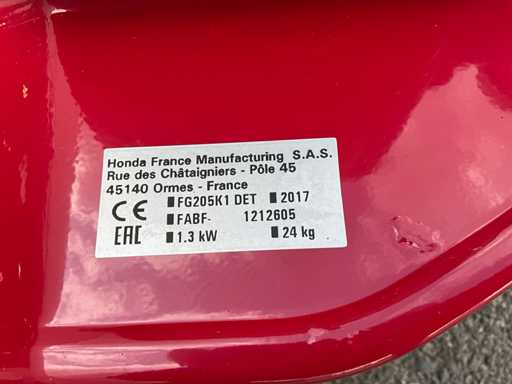 Honda France Manufacturing S.A.S.
Rue des Châtaigniers - Pôle 45
45140 Ormes - France
CE ■ FG205K1 DET ■ 2017
■ FABF- 1212605
EAC ■ 1.3 kW ■ 24 kg